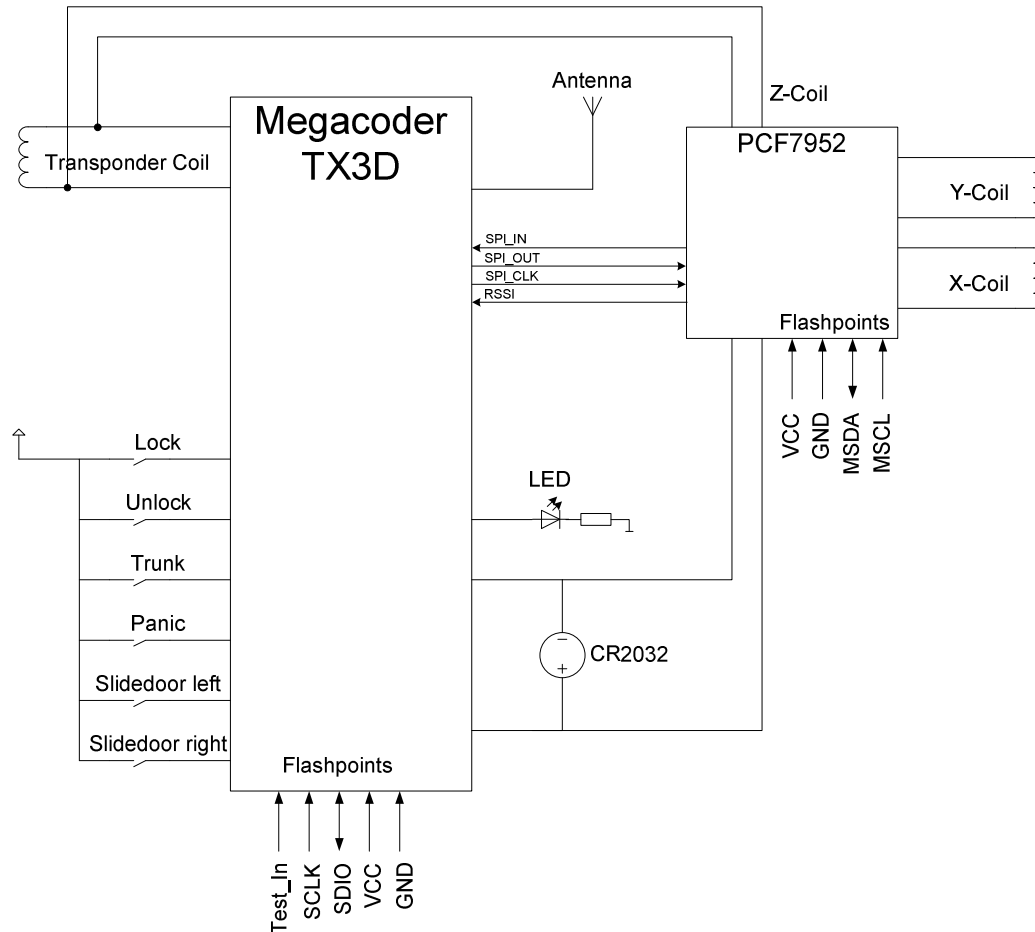 Antenna
Z-Coil
Megacoder
TX3D
PCF7952
Transponder Coil
Y-Coil
SPI_IN
SPI_OUT
SPI_CLK
RSSI
X-Coil
Flashpoints
VCC
GND
MSDA
MSCL
Lock
LED
Unlock
Trunk
Panic
CR2032
Slidedoor left
Slidedoor right
Flashpoints
Test_In
SCLK
SDIO
VCC
GND